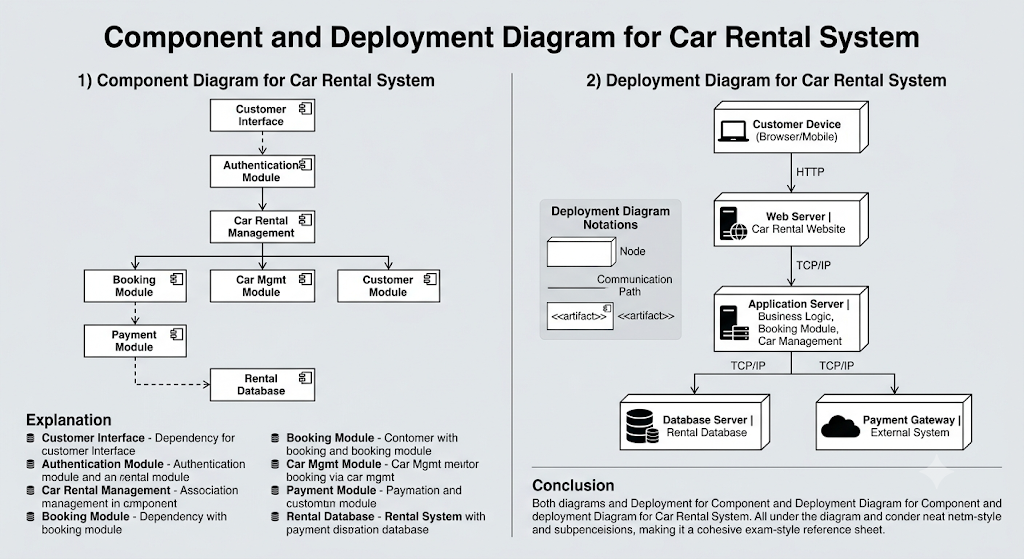 Component and Deployment Diagram for Car Rental System
1) Component Diagram for Car Rental System
Customer
Interface
Authentication
Module
Car Rental
Management
Booking
Module
Car Mgmt
Module
Customer
Module
Payment
Module
Rental
Database
Explanation
Customer Interface - Dependency for
customer Interface
Authentication Module - Authentication
module and an rental module
Car Rental Management - Association
management in component
Booking Module - Dependency with
booking module
Booking Module - Contomer with
booking and booking module
Car Mgmt Module - Car Mgmt mentor
booking via car mgmt
Payment Module - Paymation and
customtun module
Rental Database - Rental System with
payment disration database
2) Deployment Diagram for Car Rental System
Customer Device
(Browser/Mobile)
HTTP
Web Server |
Car Rental Website
TCP/IP
Application Server |
Business Logic,
Booking Module,
Car Management
TCP/IP
TCP/IP
Database Server |
Rental Database
Payment Gateway |
External System
Deployment Diagram
Notations
Node
Communication
Path
<<artifact>>
<<artifact>>
Conclusion
Both diagrams and Deployment for Component and Deployment Diagram for Component and
deployment Diagram for Car Rental System. All under the diagram and conder neat netm-style
and subpenceisions, making it a cohesive exam-style reference sheet.